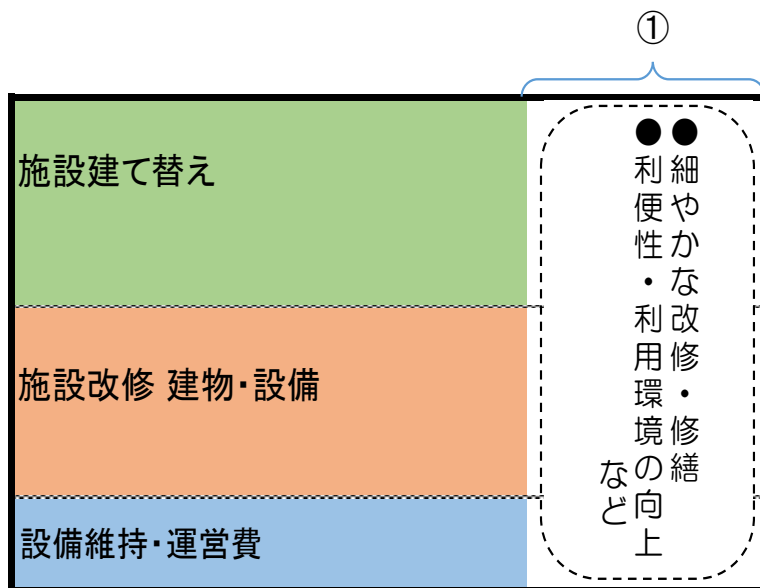 ①
施設建て替え
施設改修 建物・設備
設備維持・運営費
●細やかな改修・修繕
●利便性・利用環境の向上
など